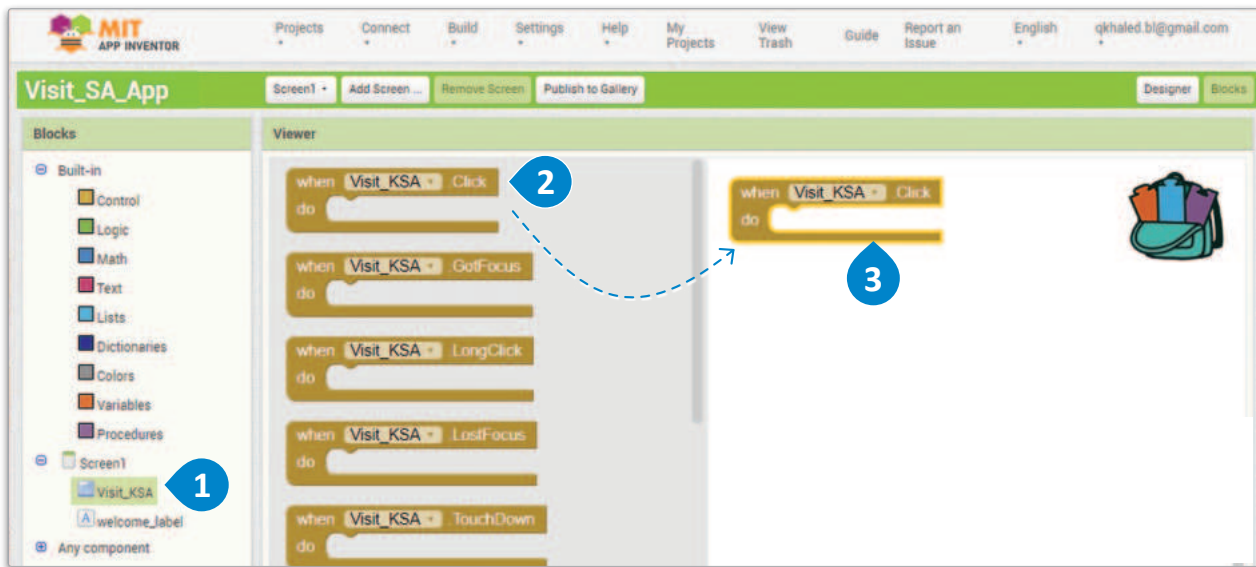 MIT
APP INVENTOR
Projects Connect Build Settings Help My Projects View Trash Guide Report an Issue English qkhaled.bl@gmail.com
Visit_SA_App
Screen1 Add Screen ... Remove Screen Publish to Gallery Designer Blocks
Blocks
Viewer
Built-in
Control
Logic
Math
Text
Lists
Dictionaries
Colors
Variables
Procedures
Screen1
Visit_KSA
1
welcome_label
Any component
when Visit_KSA .Click
do
2
when Visit_KSA .GotFocus
do
when Visit_KSA .LongClick
do
when Visit_KSA .LostFocus
do
when Visit_KSA .TouchDown
do
when Visit_KSA .Click
do
3